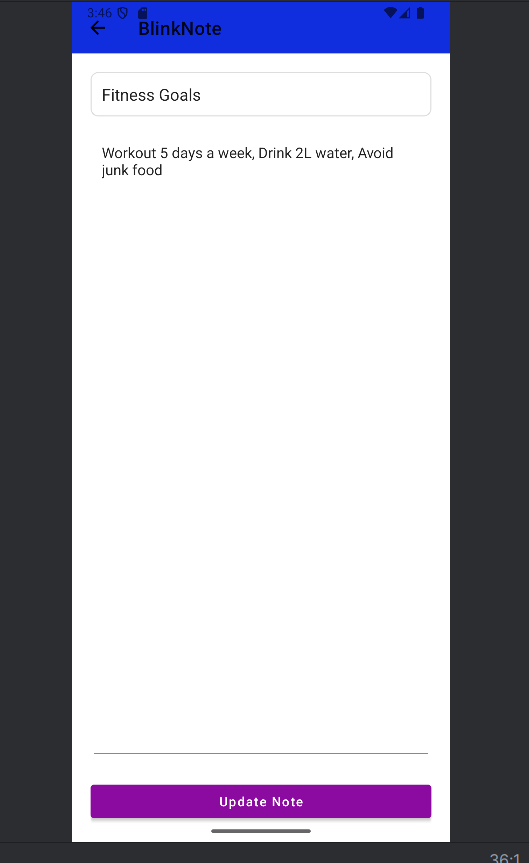 3:46
BlinkNote
Fitness Goals
Workout 5 days a week, Drink 2L water, Avoid
junk food
Update Note
36:1